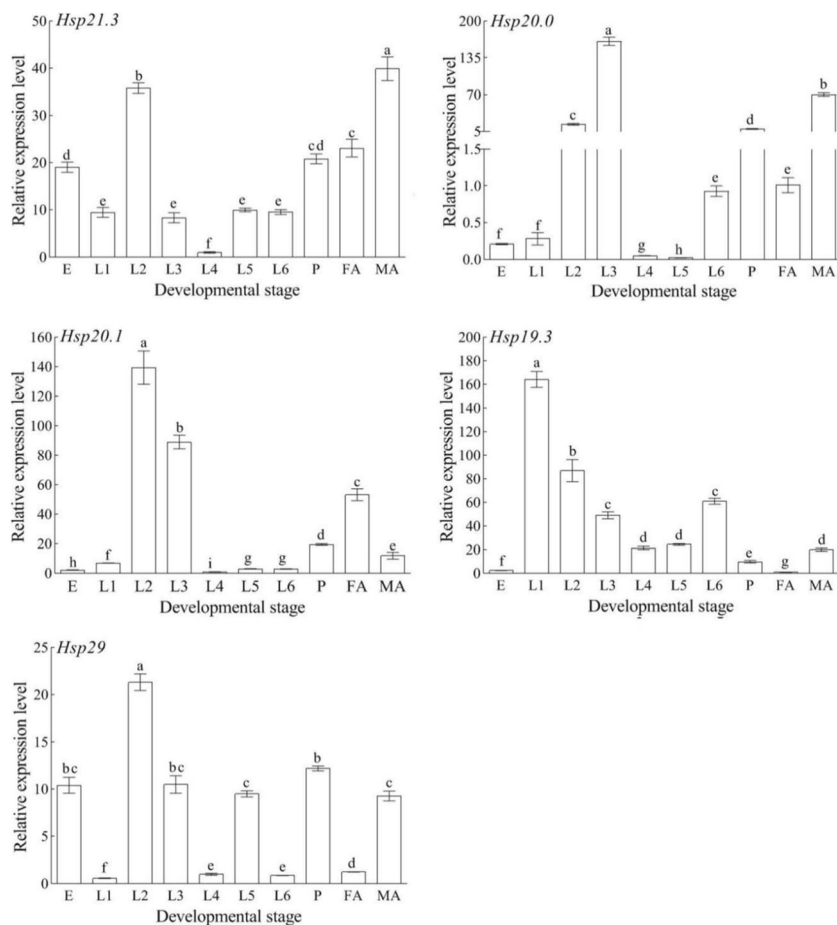 Hsp21.3
Relative expression level
50
40
30
20
10
0
d
e
b
e
f
e
e
cd
c
a
E L1 L2 L3 L4 L5 L6 P FA MA
Developmental stage
Hsp20.0
Relative expression level
200
135
70
5
1.5
1.0
0.5
0.0
f
f
c
a
g
h
e
d
e
b
E L1 L2 L3 L4 L5 L6 P FA MA
Developmental stage
Hsp20.1
Relative expression level
160
140
120
100
80
60
40
20
0
h
f
a
b
i
g
g
d
c
e
E L1 L2 L3 L4 L5 L6 P FA MA
Developmental stage
Hsp19.3
Relative expression level
200
180
160
140
120
100
80
60
40
20
0
f
a
b
c
d
d
c
e
g
d
E L1 L2 L3 L4 L5 L6 P FA MA
Developmental stage
Hsp29
Relative expression level
25
20
15
10
5
0
bc
f
a
bc
e
c
e
b
d
c
E L1 L2 L3 L4 L5 L6 P FA MA
Developmental stage